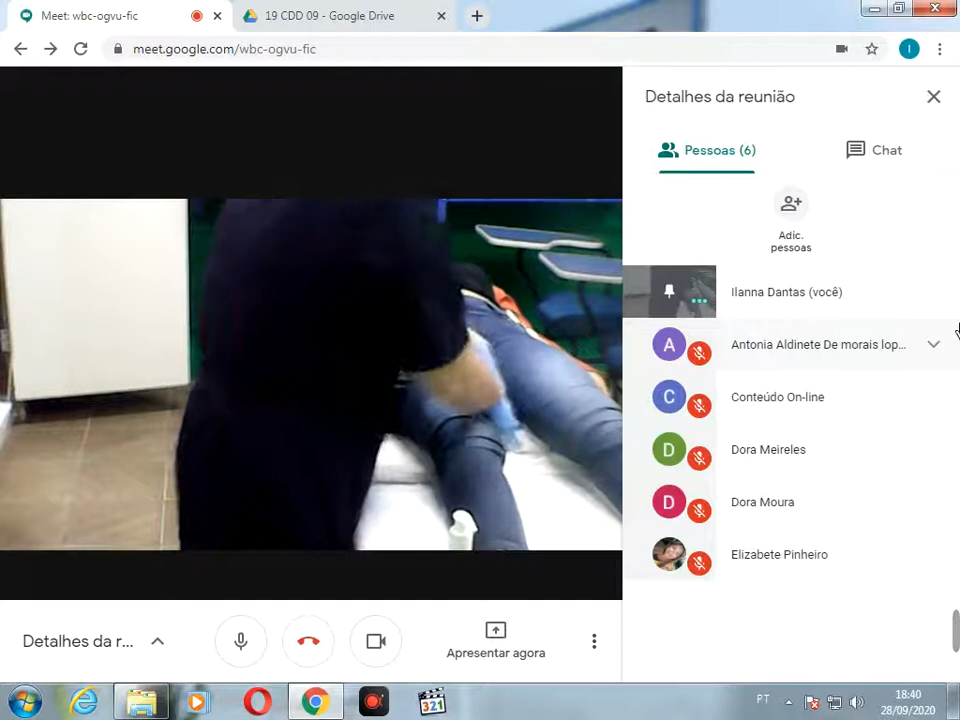 Meet: wbc-ogvu-fic
19 CDD 09 - Google Drive
meet.google.com/wbc-ogvu-fic
I
Detalhes da reunião
Pessoas (6)
Chat
Adic.
pessoas
Ilanna Dantas (você)
A
Antonia Aldinete De morais lop...
C
Conteúdo On-line
D
Dora Meireles
D
Dora Moura
Elizabete Pinheiro
Detalhes da r...
Apresentar agora
321
PT
18:40
28/09/2020